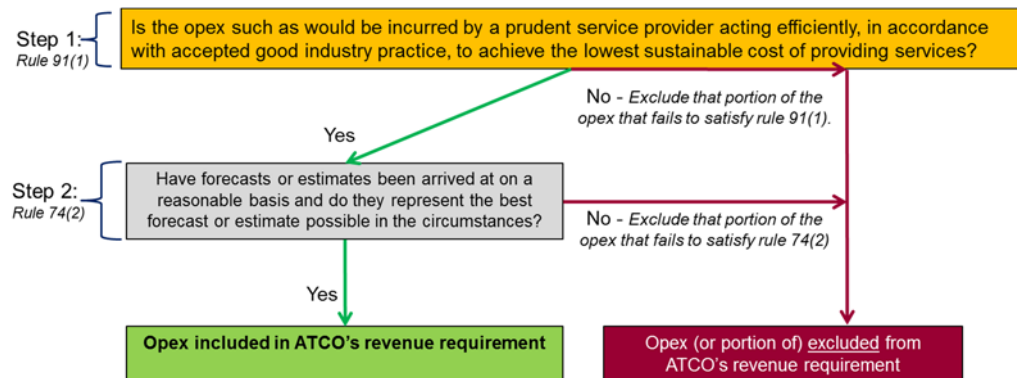 Step 1:
Rule 91(1)
Is the opex such as would be incurred by a prudent service provider acting efficiently, in accordance
with accepted good industry practice, to achieve the lowest sustainable cost of providing services?
No - Exclude that portion of the
opex that fails to satisfy rule 91(1).
Yes
Step 2:
Rule 74(2)
Have forecasts or estimates been arrived at on a
reasonable basis and do they represent the best
forecast or estimate possible in the circumstances?
No - Exclude that portion of the
opex that fails to satisfy rule 74(2)
Yes
Opex included in ATCO's revenue requirement
Opex (or portion of) excluded from
ATCO's revenue requirement